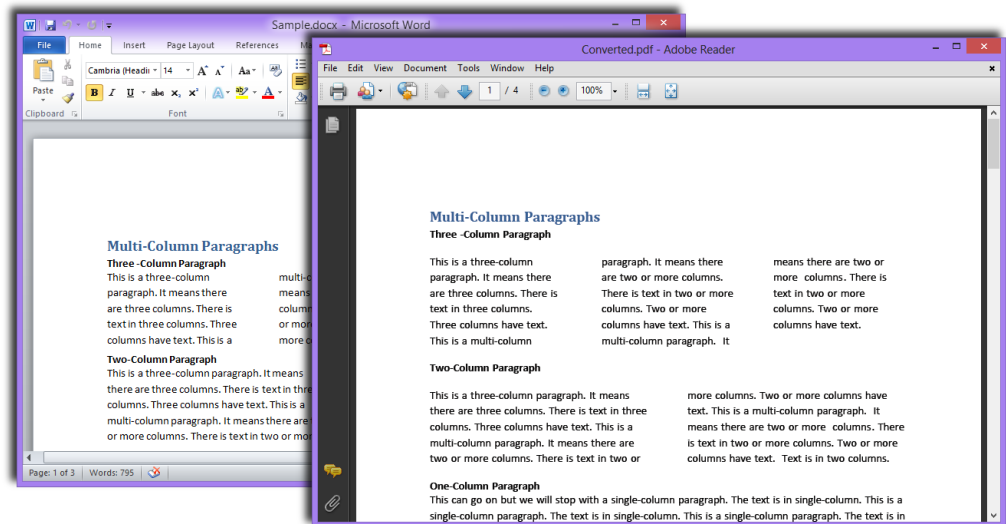 Sample.docx - Microsoft Word
File Home Insert Page Layout References
Paste
Cambria (Headi 14
Clipboard
Font
Multi-Column Paragraphs
Three -Column Paragraph
This is a three-column
paragraph. It means there
are three columns. There is
text in three columns. Three
columns have text. This is a
Two-Column Paragraph
This is a three-column paragraph. It means
there are three columns. There is text in
columns. Three columns have text. This is a
multi-column paragraph. It means there are
or more columns. There is text in two or
Page: 1 of 3 Words: 795
Converted.pdf - Adobe Reader
File Edit View Document Tools Window Help
1 / 4 100%
Multi-Column Paragraphs
Three -Column Paragraph
This is a three-column
paragraph. It means there
are three columns. There is
text in three columns.
Three columns have text.
This is a multi-column
paragraph. It means there
are two or more columns.
There is text in two or more
columns. Two or more
columns have text. This is a
multi-column paragraph.  It
means there are two or
more  columns. There is
text in two or more
columns. Two or more
columns have text.
Two-Column Paragraph
This is a three-column paragraph. It means
there are three columns. There is text in three
columns. Three columns have text. This is a
multi-column paragraph. It means there are
two or more columns. There is text in two or
more columns. Two or more columns have
text. This is a multi-column paragraph.  It
means there are two or more  columns. There
is text in two or more columns. Two or more
columns have text.  Text is in two columns.
One-Column Paragraph
This can go on but we will stop with a single-column paragraph. The text is in single-column. This is a
single-column paragraph. The text is in single-column. This is a single-column paragraph. The text is in